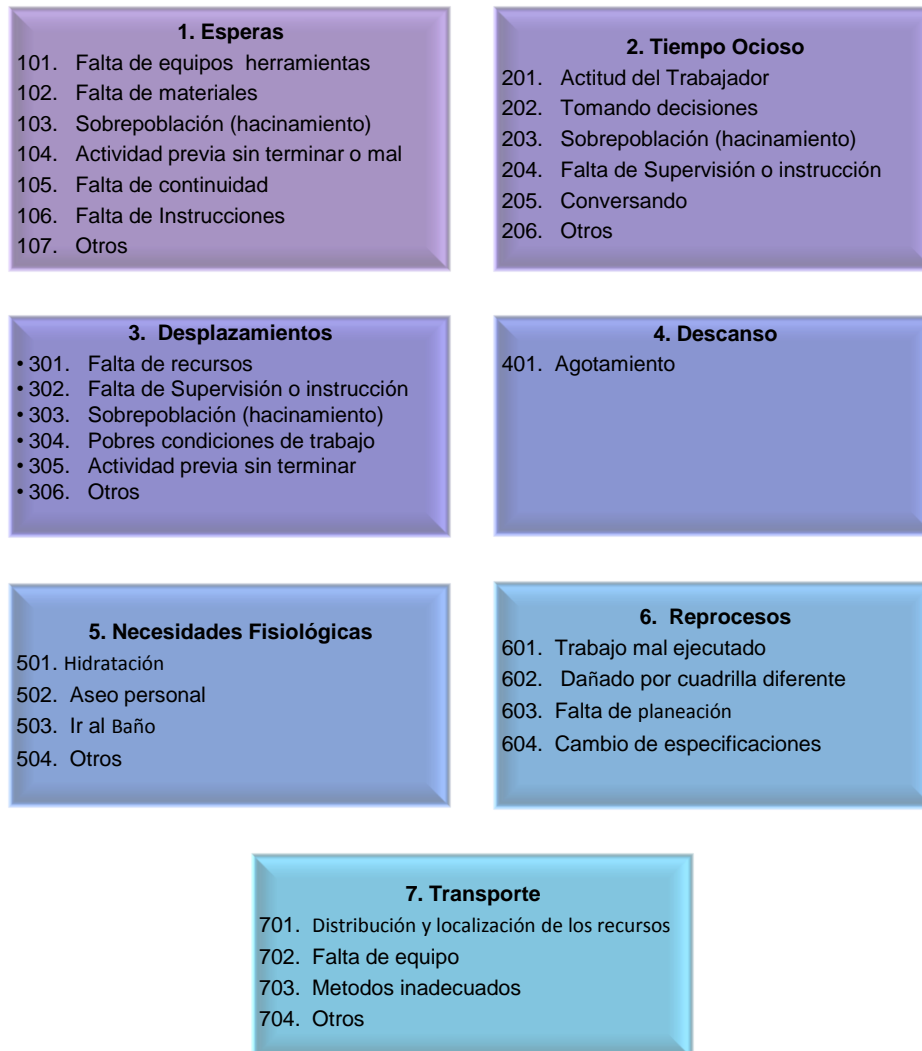 1. Esperas
101. Falta de equipos herramientas
102. Falta de materiales
103. Sobrepoblación (hacinamiento)
104. Actividad previa sin terminar o mal
105. Falta de continuidad
106. Falta de Instrucciones
107. Otros
2. Tiempo Ocioso
201. Actitud del Trabajador
202. Tomando decisiones
203. Sobrepoblación (hacinamiento)
204. Falta de Supervisión o instrucción
205. Conversando
206. Otros
3. Desplazamientos
• 301. Falta de recursos
• 302. Falta de Supervisión o instrucción
• 303. Sobrepoblación (hacinamiento)
• 304. Pobres condiciones de trabajo
• 305. Actividad previa sin terminar
• 306. Otros
4. Descanso
401. Agotamiento
5. Necesidades Fisiológicas
501. Hidratación
502. Aseo personal
503. Ir al Baño
504. Otros
6. Reprocesos
601. Trabajo mal ejecutado
602. Dañado por cuadrilla diferente
603. Falta de planeación
604. Cambio de especificaciones
7. Transporte
701. Distribución y localización de los recursos
702. Falta de equipo
703. Metodos inadecuados
704. Otros